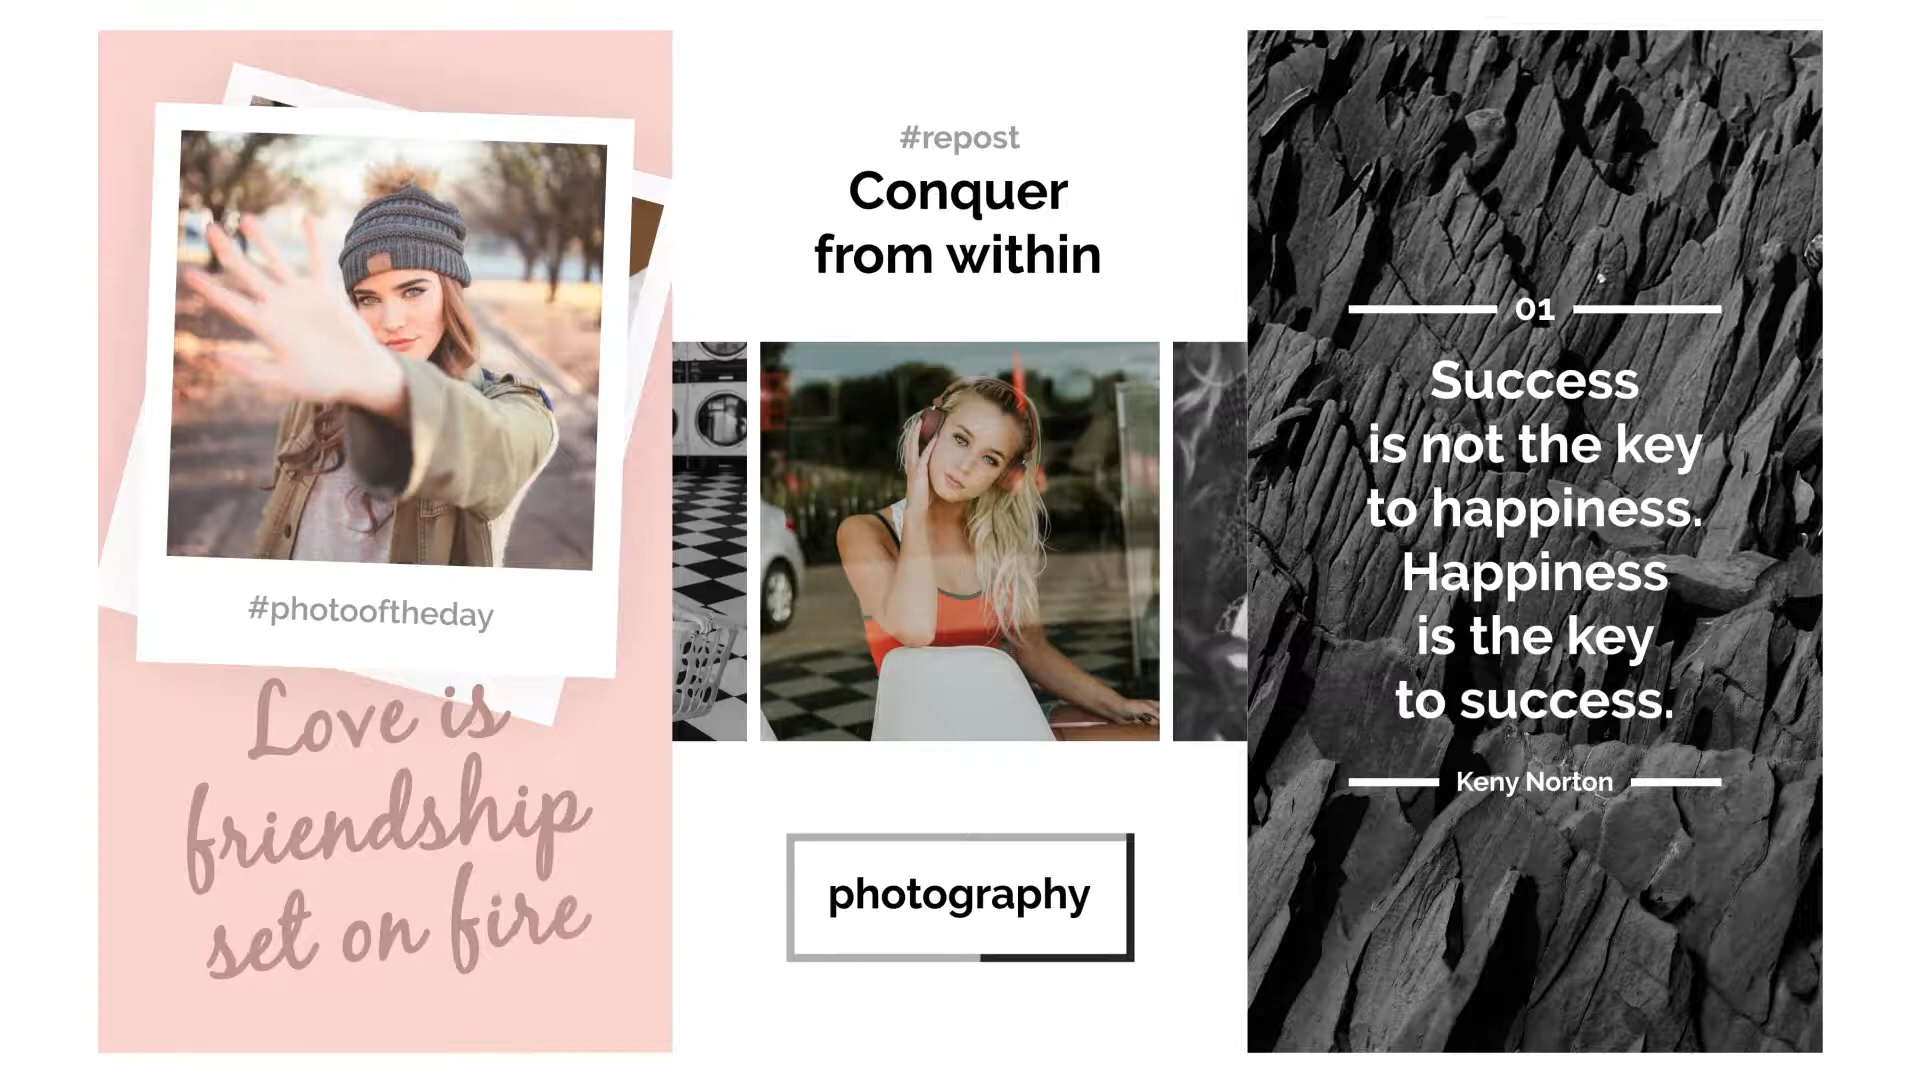 #photooftheday
Love is
friendship
set on fire
#repost
Conquer
from within
photography
01
Success
is not the key
to happiness.
Happiness
is the key
to success.
Keny Norton